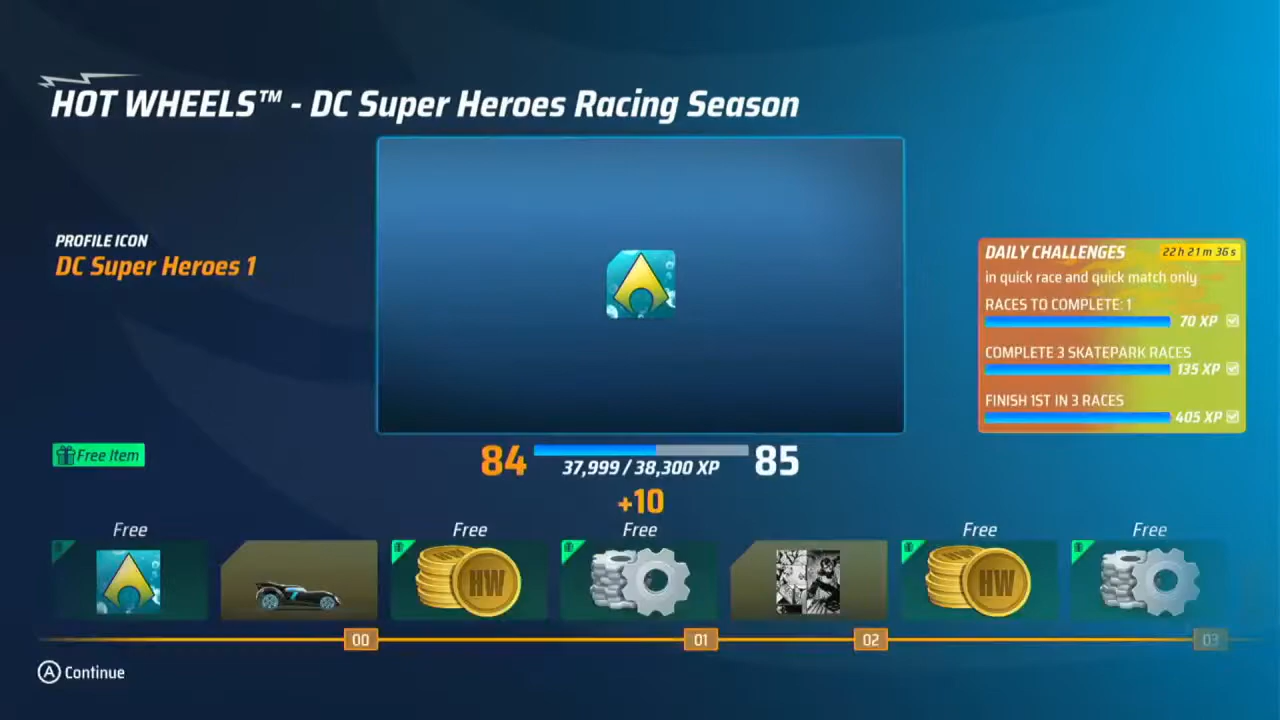 HOT WHEELS™ - DC Super Heroes Racing Season
PROFILE ICON
DC Super Heroes 1
DAILY CHALLENGES 22 h 21 m 36 s
in quick race and quick match only
RACES TO COMPLETE: 1
70 XP
COMPLETE 3 SKATEPARK RACES
135 XP
FINISH 1ST IN 3 RACES
405 XP
Free Item
84 37,999 / 38,300 XP 85
+10
Free Free Free Free Free
HW HW
00 01 02 03
A Continue